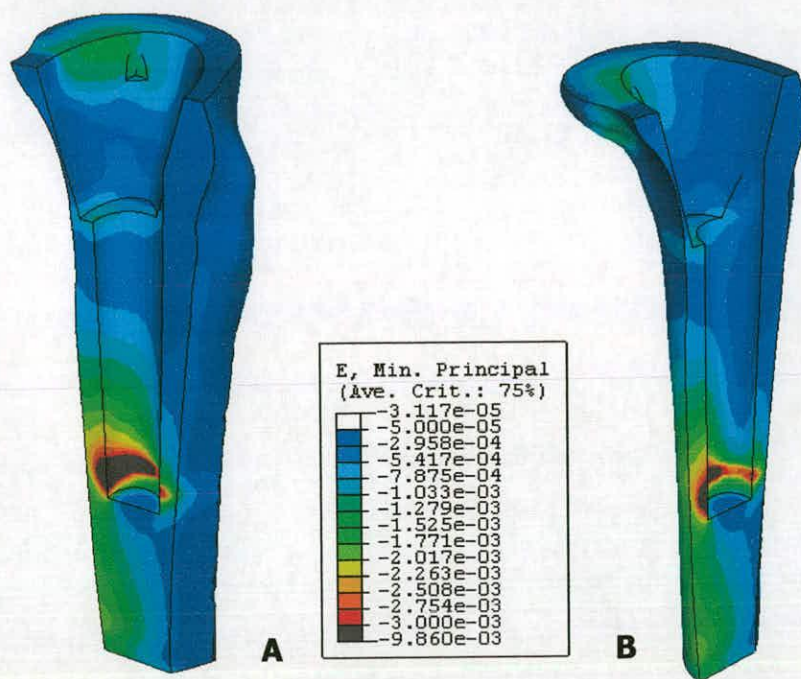 E, Min. Principal
(Ave. Crit.: 75%)
-3.117e-05
-5.000e-05
-2.958e-04
-5.417e-04
-7.875e-04
-1.033e-03
-1.279e-03
-1.525e-03
-1.771e-03
-2.017e-03
-2.263e-03
-2.508e-03
-2.754e-03
-3.000e-03
-9.860e-03
A
B